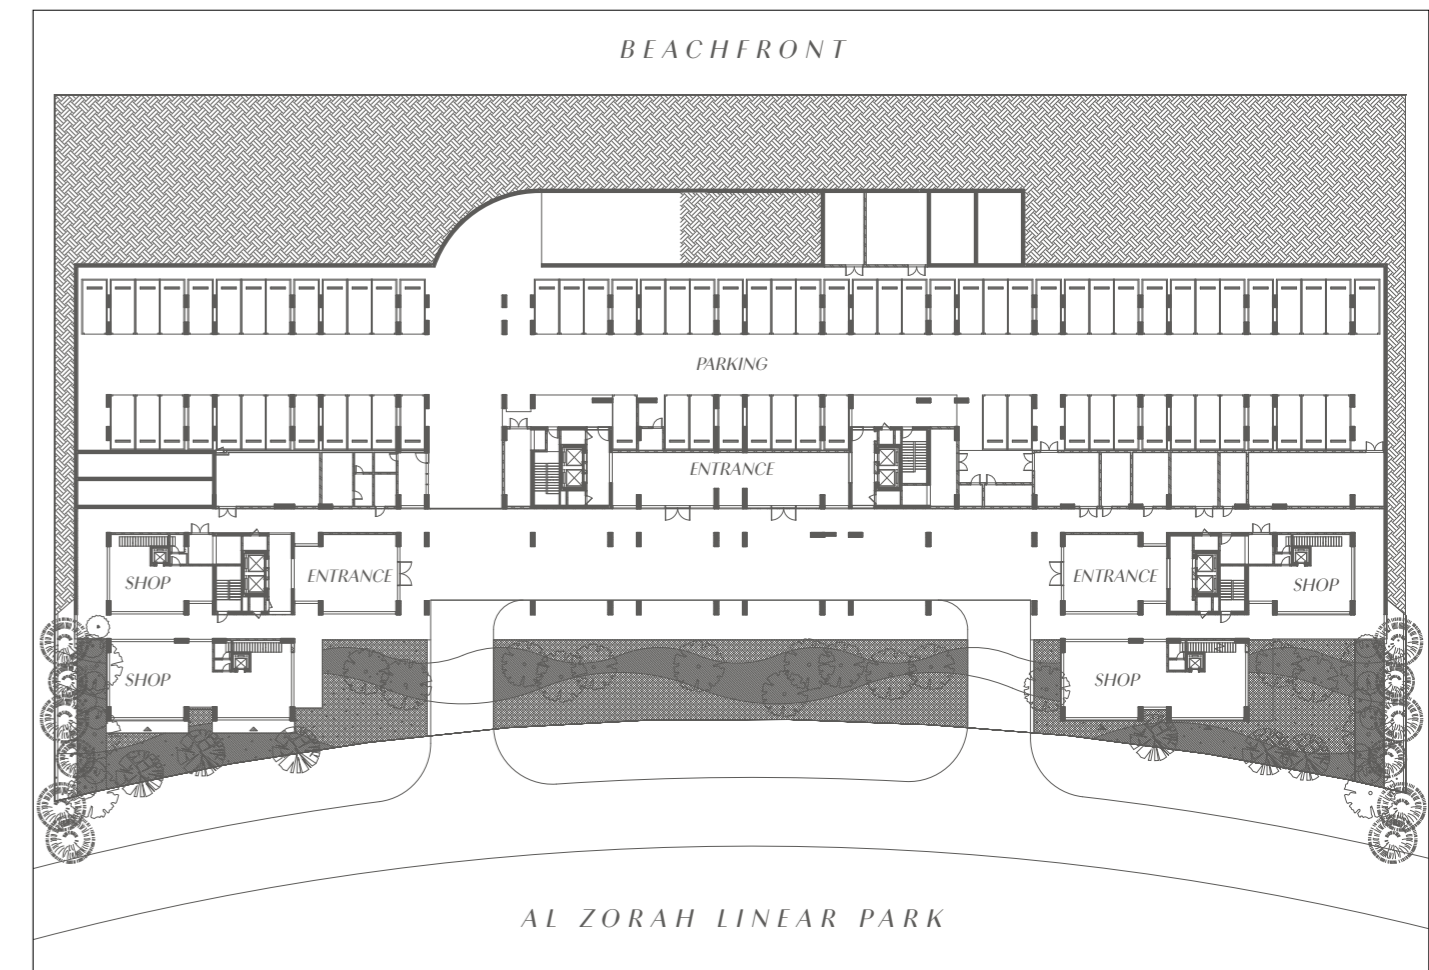 BEACHFRONT
PARKING
ENTRANCE
SHOP
ENTRANCE
ENTRANCE
SHOP
SHOP
SHOP
AL ZORAH LINEAR PARK